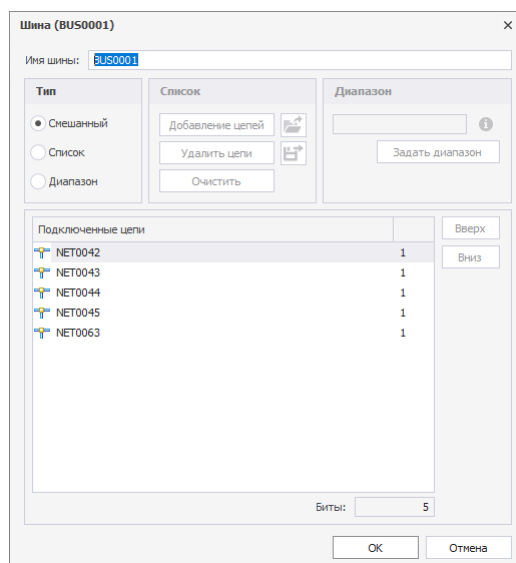 Шина (BUS0001)
Имя шины: BUS0001
Тип
Смешанный
Список
Диапазон
Список
Добавление цепей
Удалить цепи
Очистить
Диапазон
Задать диапазон
Подключенные цепи
NET0042 1
NET0043 1
NET0044 1
NET0045 1
NET0063 1
Вверх
Вниз
Биты: 5
OK Отмена